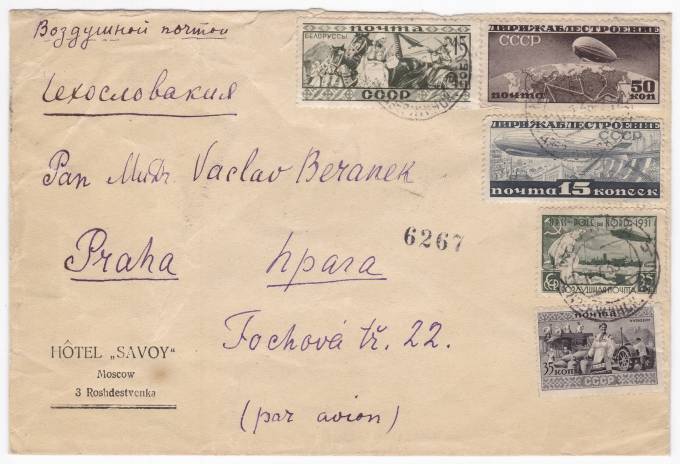 Воздушной почтой
Чехословакия
Pan Mudr. Vaclav Beranek
6267
Praha Прага
Fochová tř. 22.
(par avion)
HÔTEL „SAVOY“
Moscow
3 Roshdestvenka
ПОЧТА
БЕЛОРУССЫ
15
СССР
ДИРИЖАБЛЕСТРОЕНИЕ
СССР
ПОЧТА 50 КОП
ДИРИЖАБЛЕСТРОЕНИЕ
СССР
ПОЧТА 15 КОПЕЕК
1931
35
ВОЗДУШНАЯ ПОЧТА
ПОЧТА
35 КОП
СССР